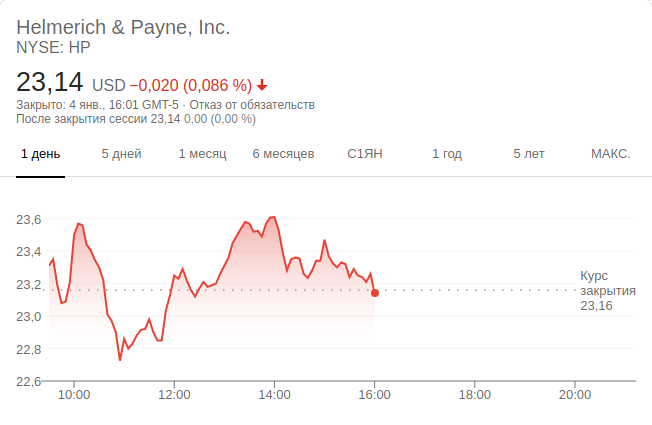 Helmerich & Payne, Inc.
NYSE: HP
23,14 USD −0,020 (0,086 %)
Закрыто: 4 янв., 16:01 GMT-5 · Отказ от обязательств
После закрытия сессии 23,14 0,00 (0,00 %)
1 день 5 дней 1 месяц 6 месяцев С1ЯН 1 год 5 лет МАКС.
23,6
23,4
23,2
23,0
22,8
22,6
Курс
закрытия
23,16
10:00 12:00 14:00 16:00 18:00 20:00